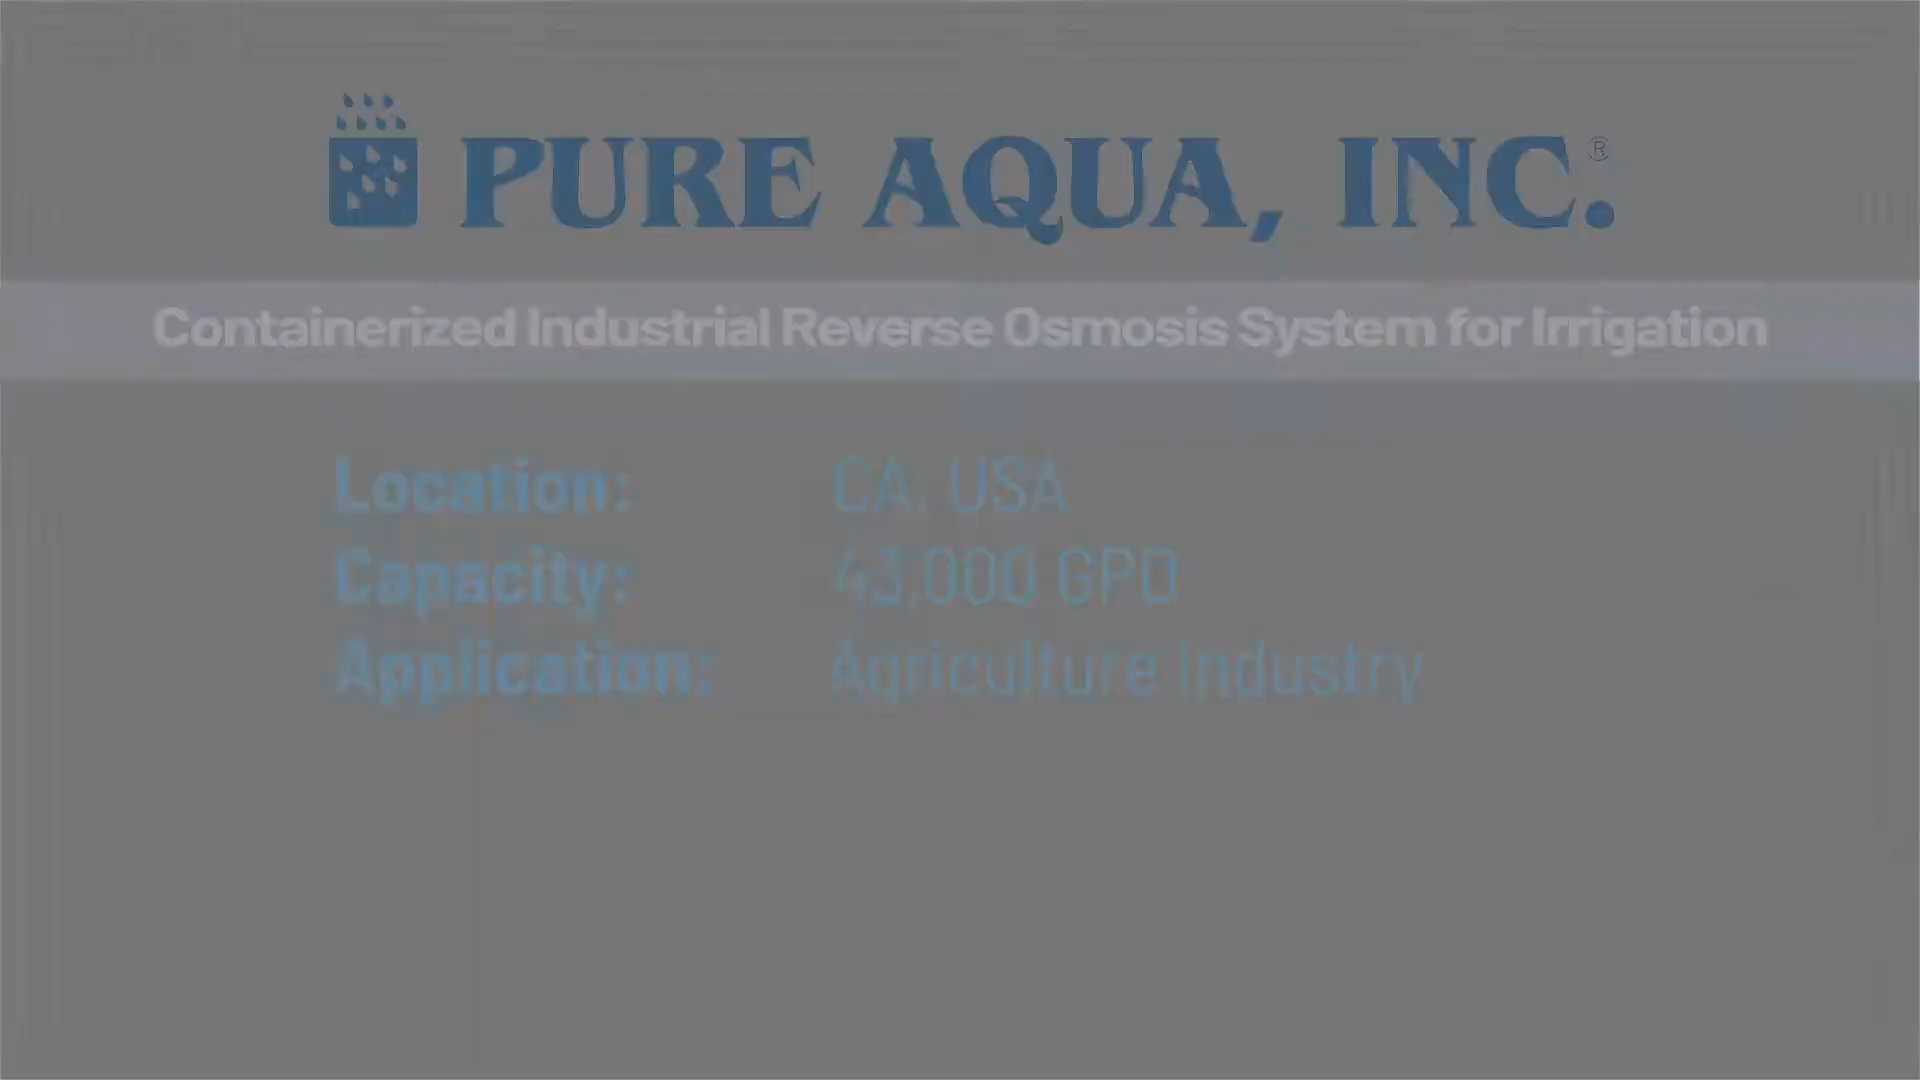 PURE AQUA, INC.®
Containerized Industrial Reverse Osmosis System for Irrigation
Location: CA, USA
Capacity: 43,000 GPD
Application: Agriculture Industry